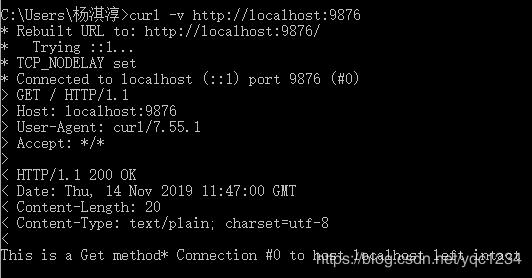 C:\Users\杨淇淳>curl -v http://localhost:9876
* Rebuilt URL to: http://localhost:9876/
*   Trying ::1...
* TCP_NODELAY set
* Connected to localhost (::1) port 9876 (#0)
> GET / HTTP/1.1
> Host: localhost:9876
> User-Agent: curl/7.55.1
> Accept: */*
>
< HTTP/1.1 200 OK
< Date: Thu, 14 Nov 2019 11:47:00 GMT
< Content-Length: 20
< Content-Type: text/plain; charset=utf-8
<
This is a Get method* Connection #0 to host localhost left intact
https://blog.csdn.net/yqc1234